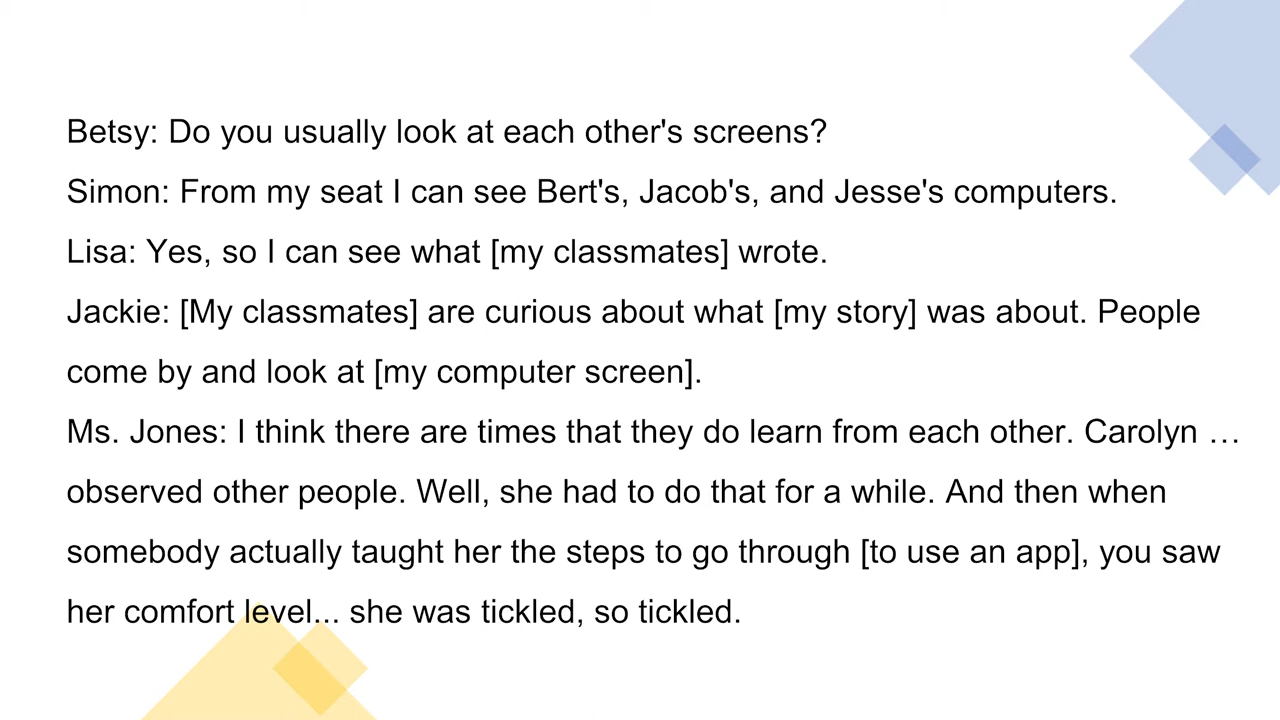 Betsy: Do you usually look at each other's screens?
Simon: From my seat I can see Bert's, Jacob's, and Jesse's computers.
Lisa: Yes, so I can see what [my classmates] wrote.
Jackie: [My classmates] are curious about what [my story] was about. People
come by and look at [my computer screen].
Ms. Jones: I think there are times that they do learn from each other. Carolyn …
observed other people. Well, she had to do that for a while. And then when
somebody actually taught her the steps to go through [to use an app], you saw
her comfort level... she was tickled, so tickled.